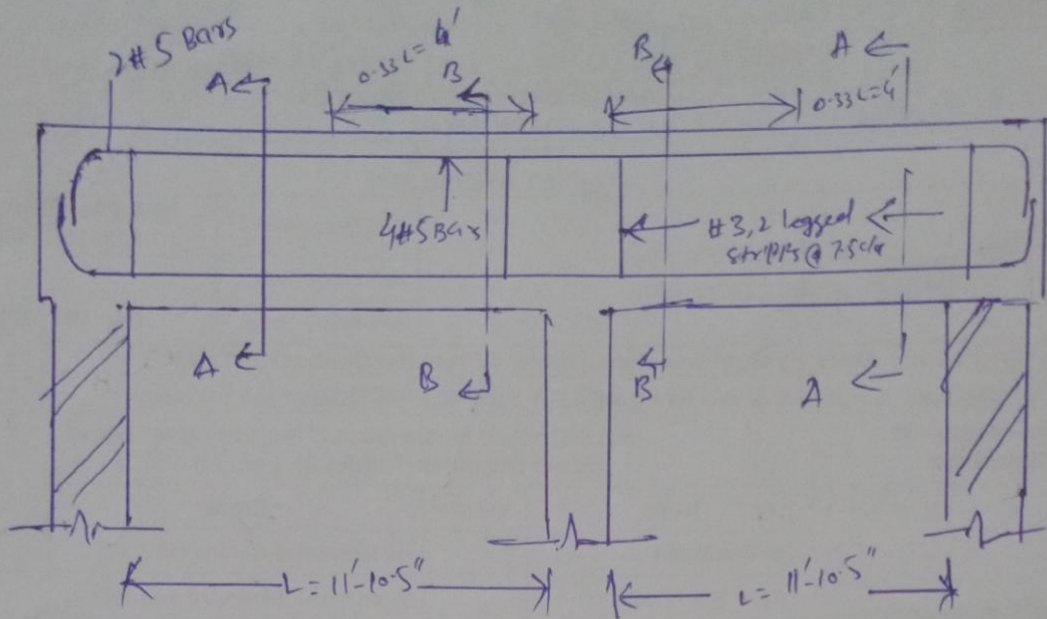 2#5 Bars
A
0.33L=4'
B
B
A
0.33L=4'
4#5 Bars
#3, 2 legged
stirrups @ 7.5 c/c
A
B
B
A
L = 11'-10.5"
L = 11'-10.5"